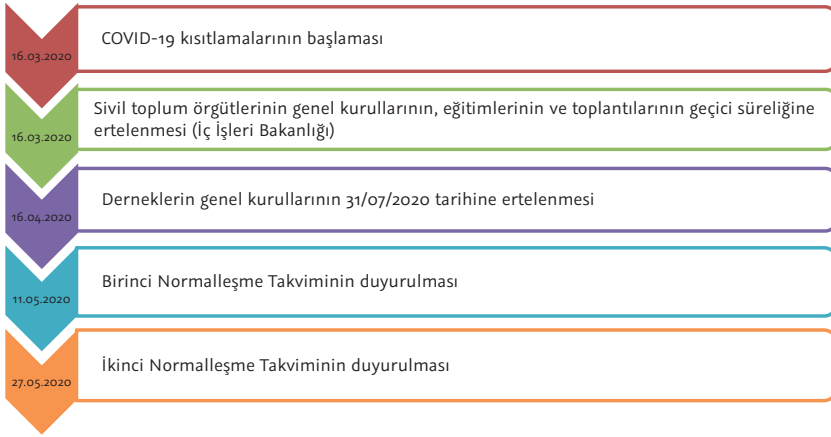 16.03.2020
COVID-19 kısıtlamalarının başlaması
16.03.2020
Sivil toplum örgütlerinin genel kurullarının, eğitimlerinin ve toplantılarının geçici süreliğine
ertelenmesi (İç İşleri Bakanlığı)
16.04.2020
Derneklerin genel kurullarının 31/07/2020 tarihine ertelenmesi
11.05.2020
Birinci Normalleşme Takviminin duyurulması
27.05.2020
İkinci Normalleşme Takviminin duyurulması